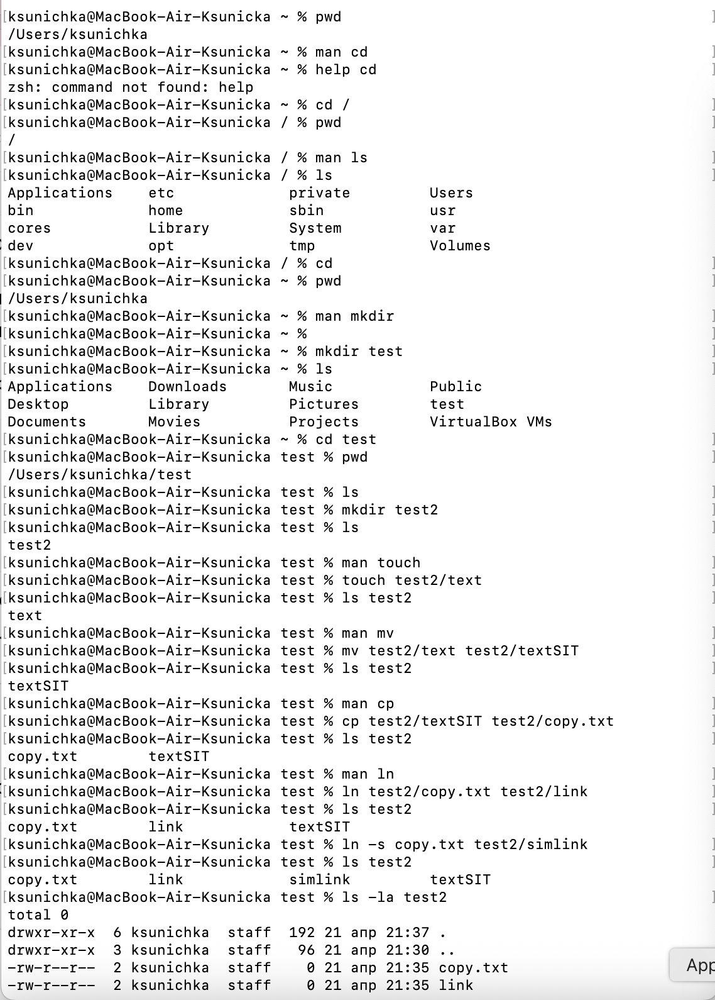 [ksunichka@MacBook-Air-Ksunicka ~ % pwd ]
/Users/ksunichka
[ksunichka@MacBook-Air-Ksunicka ~ % man cd ]
[ksunichka@MacBook-Air-Ksunicka ~ % help cd ]
zsh: command not found: help
[ksunichka@MacBook-Air-Ksunicka ~ % cd / ]
[ksunichka@MacBook-Air-Ksunicka / % pwd ]
/
[ksunichka@MacBook-Air-Ksunicka / % man ls ]
[ksunichka@MacBook-Air-Ksunicka / % ls ]
Applications    etc             private         Users
bin             home            sbin            usr
cores           Library         System          var
dev             opt             tmp             Volumes
[ksunichka@MacBook-Air-Ksunicka / % cd ]
[ksunichka@MacBook-Air-Ksunicka ~ % pwd ]
/Users/ksunichka
[ksunichka@MacBook-Air-Ksunicka ~ % man mkdir ]
[ksunichka@MacBook-Air-Ksunicka ~ % ]
[ksunichka@MacBook-Air-Ksunicka ~ % mkdir test ]
[ksunichka@MacBook-Air-Ksunicka ~ % ls ]
Applications    Downloads       Music           Public
Desktop         Library         Pictures        test
Documents       Movies          Projects        VirtualBox VMs
[ksunichka@MacBook-Air-Ksunicka ~ % cd test ]
[ksunichka@MacBook-Air-Ksunicka test % pwd ]
/Users/ksunichka/test
[ksunichka@MacBook-Air-Ksunicka test % ls ]
[ksunichka@MacBook-Air-Ksunicka test % mkdir test2 ]
[ksunichka@MacBook-Air-Ksunicka test % ls ]
test2
[ksunichka@MacBook-Air-Ksunicka test % man touch ]
[ksunichka@MacBook-Air-Ksunicka test % touch test2/text ]
[ksunichka@MacBook-Air-Ksunicka test % ls test2 ]
text
[ksunichka@MacBook-Air-Ksunicka test % man mv ]
[ksunichka@MacBook-Air-Ksunicka test % mv test2/text test2/textSIT ]
[ksunichka@MacBook-Air-Ksunicka test % ls test2 ]
textSIT
[ksunichka@MacBook-Air-Ksunicka test % man cp ]
[ksunichka@MacBook-Air-Ksunicka test % cp test2/textSIT test2/copy.txt ]
[ksunichka@MacBook-Air-Ksunicka test % ls test2 ]
copy.txt        textSIT
[ksunichka@MacBook-Air-Ksunicka test % man ln ]
[ksunichka@MacBook-Air-Ksunicka test % ln test2/copy.txt test2/link ]
[ksunichka@MacBook-Air-Ksunicka test % ls test2 ]
copy.txt        link            textSIT
[ksunichka@MacBook-Air-Ksunicka test % ln -s copy.txt test2/simlink ]
[ksunichka@MacBook-Air-Ksunicka test % ls test2 ]
copy.txt        link            simlink         textSIT
[ksunichka@MacBook-Air-Ksunicka test % ls -la test2 ]
total 0
drwxr-xr-x  6 ksunichka  staff  192 21 апр 21:37 .
drwxr-xr-x  3 ksunichka  staff   96 21 апр 21:30 ..
-rw-r--r--  2 ksunichka  staff    0 21 апр 21:35 copy.txt
-rw-r--r--  2 ksunichka  staff    0 21 апр 21:35 link